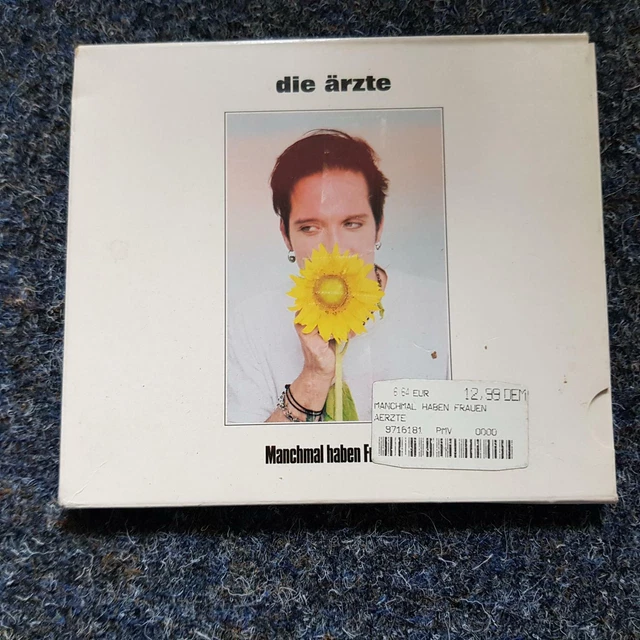 die ärzte
6 64 EUR 12,99 DEM
MANCHMAL HABEN FRAUEN
AERZTE
9716181 PMV 0000
Manchmal haben F